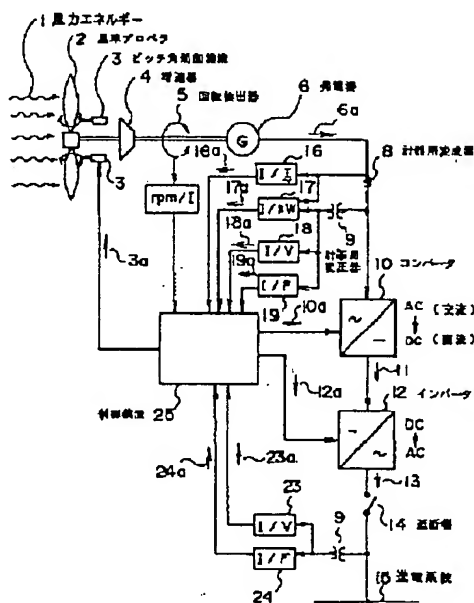 1 風力エネルギー
2 風車プロペラ
3 ピッチ角
4 増速器
5 回転検出器
6 発電機
6a
G
8 計器用変成器
16a
I/I
16
17a
17
I/KW
18a
18
I/V
9
計器用変圧器
19a
I/F
19
10a
3
rpm/I
3a
10 コンバータ
AC (交流)
DC (直流)
11
12a
12 インバータ
DC
AC
制御装置
25
13
14 遮断器
24a
23a
23
I/V
9
I/F
24
15 送電系統